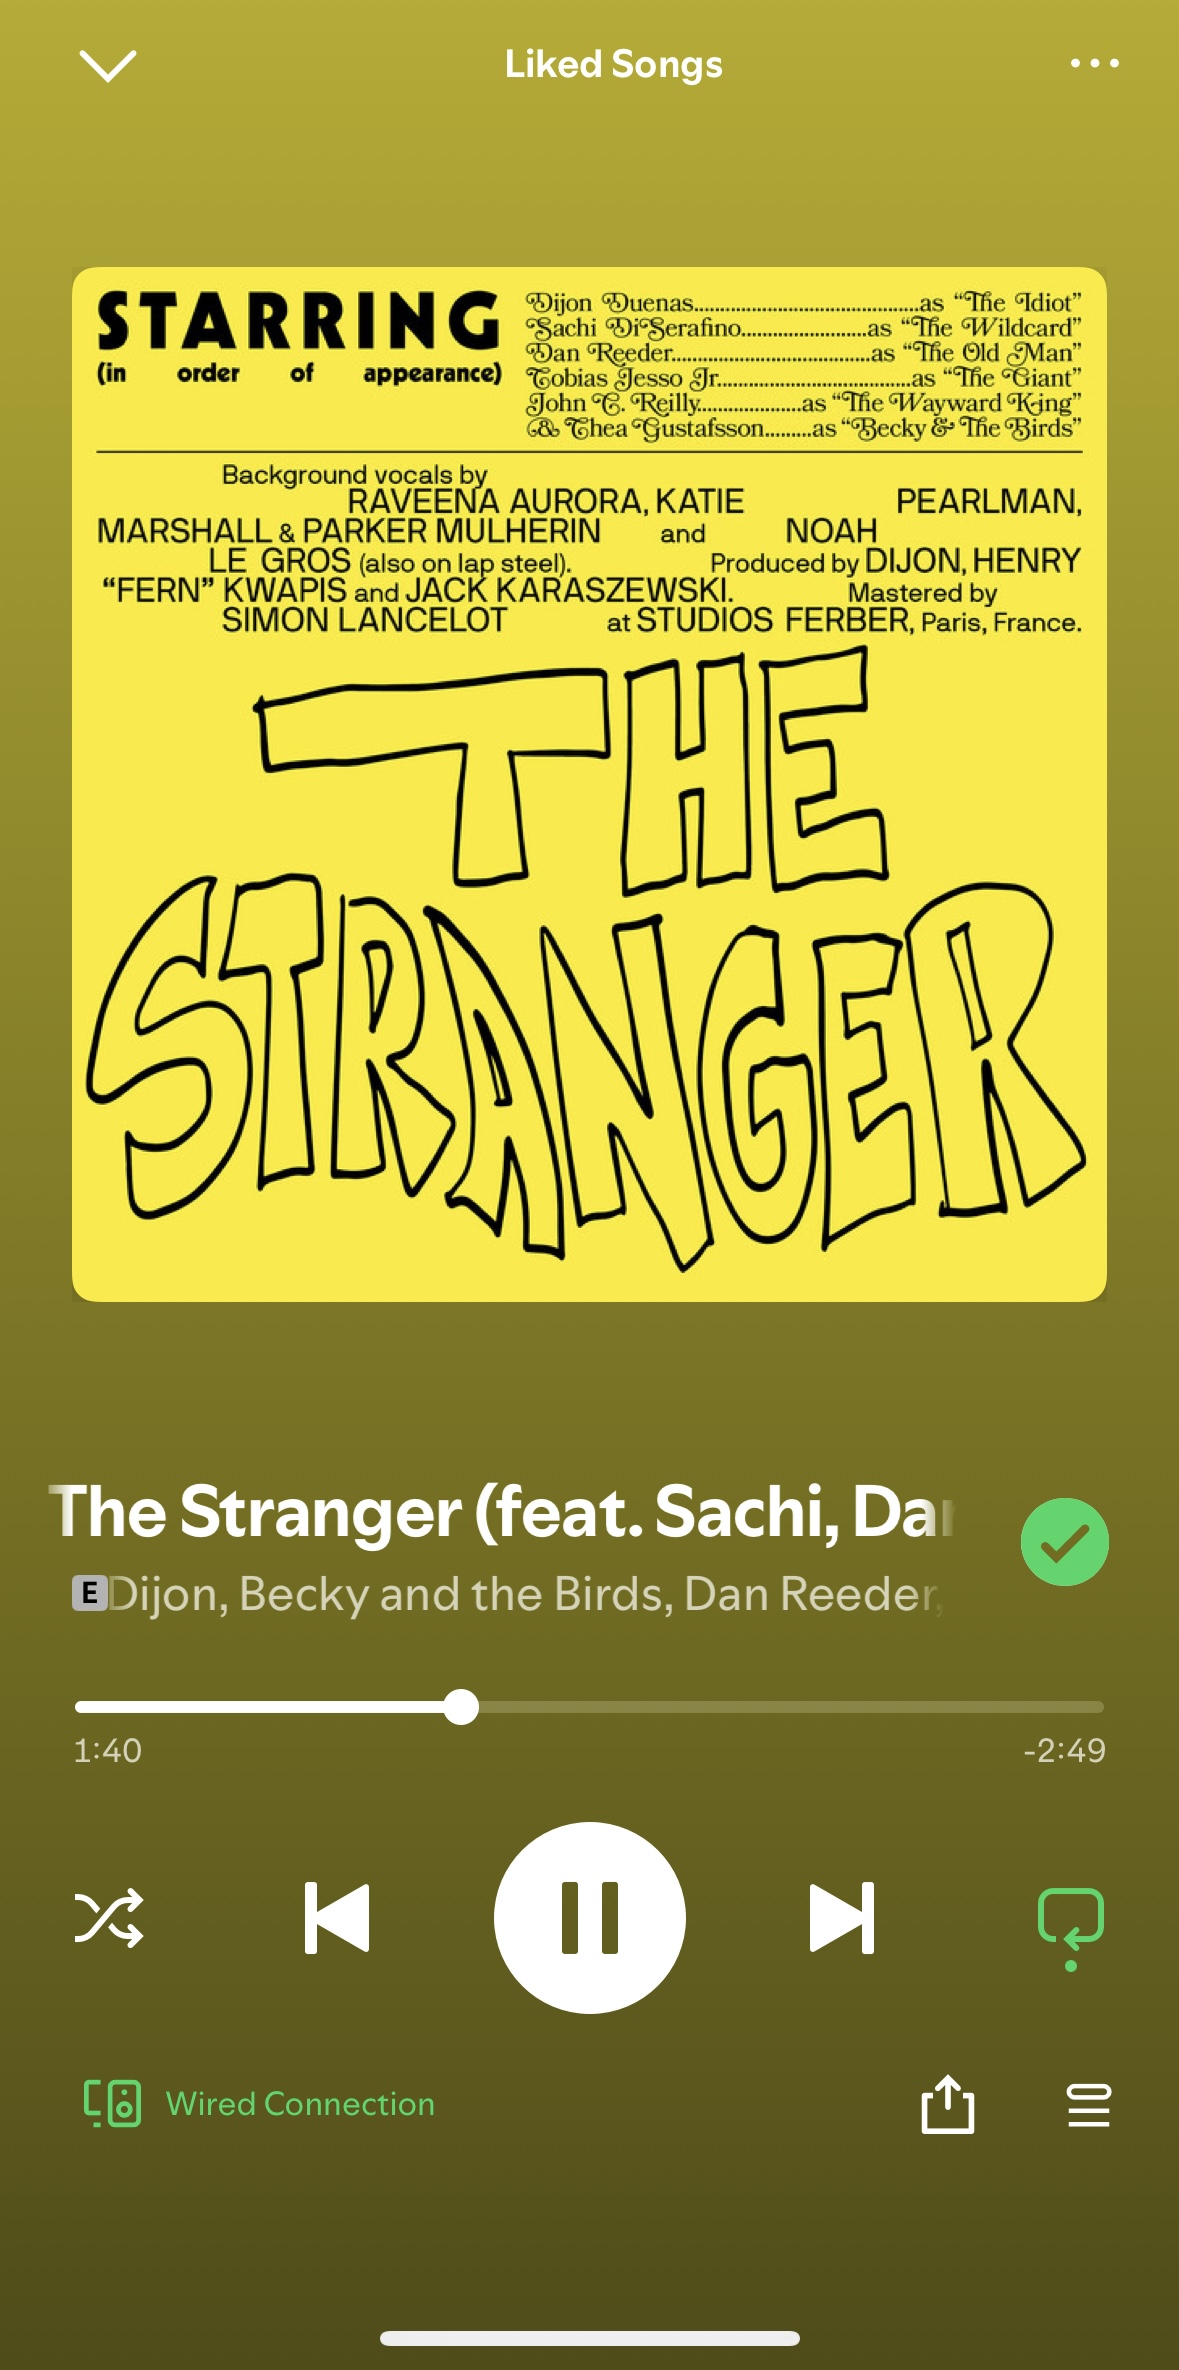 Liked Songs
STARRING
(in order of appearance)
Dijon Duenas......................................as “The Idiot”
Sachi DiSerafino.....................as “The Wildcard”
Dan Reeder.................................as “The Old Man”
Tobias Jesso Jr.................................as “The Giant”
John C. Reilly..................as “The Wayward King”
& Thea Gustafsson.........as “Becky & The Birds”
Background vocals by
RAVEENA AURORA, KATIE PEARLMAN,
MARSHALL & PARKER MULHERIN and NOAH
LE GROS (also on lap steel). Produced by DIJON, HENRY
“FERN” KWAPIS and JACK KARASZEWSKI. Mastered by
SIMON LANCELOT at STUDIOS FERBER, Paris, France.
THE
STRANGER
The Stranger (feat. Sachi, Dan
E Dijon, Becky and the Birds, Dan Reeder,
1:40 -2:49
Wired Connection